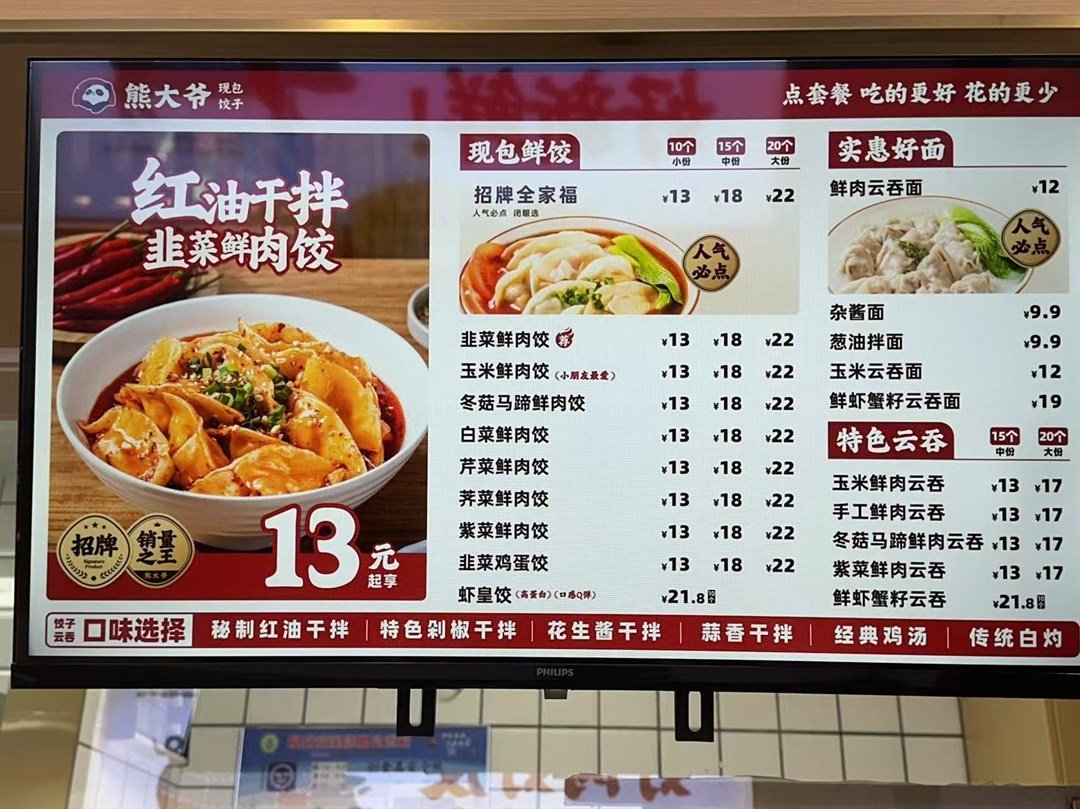 熊大爷 现包饺子
点套餐 吃的更好 花的更少
红油干拌
韭菜鲜肉饺
招牌
Signature Product
销量之王
熊大爷
13元起享
现包鲜饺 10个 小份 15个 中份 20个 大份
招牌全家福 ¥13 ¥18 ¥22
人气必点 闭眼选
人气必点
韭菜鲜肉饺 荐 ¥13 ¥18 ¥22
玉米鲜肉饺(小朋友最爱) ¥13 ¥18 ¥22
冬菇马蹄鲜肉饺 ¥13 ¥18 ¥22
白菜鲜肉饺 ¥13 ¥18 ¥22
芹菜鲜肉饺 ¥13 ¥18 ¥22
荠菜鲜肉饺 ¥13 ¥18 ¥22
紫菜鲜肉饺 ¥13 ¥18 ¥22
韭菜鸡蛋饺 ¥13 ¥18 ¥22
虾皇饺(高蛋白)(口感Q弹) ¥21.8
实惠好面
鲜肉云吞面 ¥12
人气必点
杂酱面 ¥9.9
葱油拌面 ¥9.9
玉米云吞面 ¥12
鲜虾蟹籽云吞面 ¥19
特色云吞 15个 中份 20个 大份
玉米鲜肉云吞 ¥13 ¥17
手工鲜肉云吞 ¥13 ¥17
冬菇马蹄鲜肉云吞 ¥13 ¥17
紫菜鲜肉云吞 ¥13 ¥17
鲜虾蟹籽云吞 ¥21.8
饺子云吞 口味选择 秘制红油干拌 | 特色剁椒干拌 | 花生酱干拌 | 蒜香干拌 | 经典鸡汤 | 传统白灼
PHILIPS